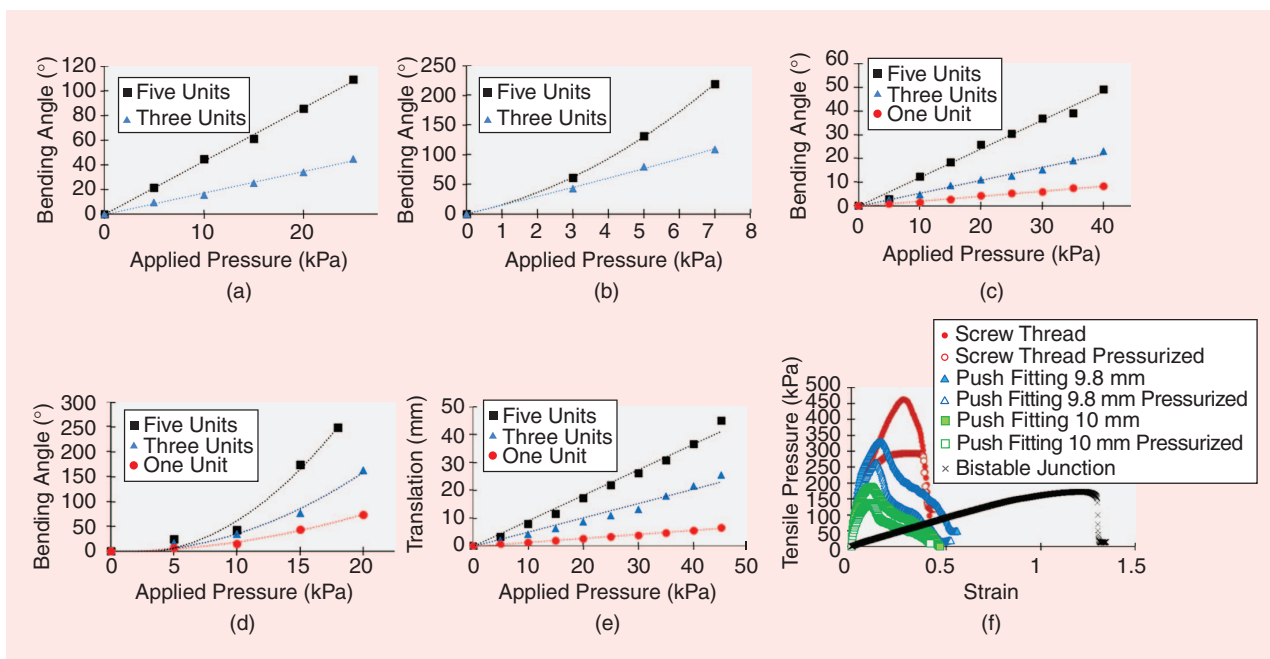 120
100
80
60
40
20
0
Bending Angle (°)
Five Units
Three Units
0
10
20
Applied Pressure (kPa)
(a)
250
200
150
100
50
0
Bending Angle (°)
Five Units
Three Units
0
1
2
3
4
5
6
7
8
Applied Pressure (kPa)
(b)
60
50
40
30
20
10
0
Bending Angle (°)
Five Units
Three Units
One Unit
0
10
20
30
40
Applied Pressure (kPa)
(c)
300
250
200
150
100
50
0
Bending Angle (°)
Five Units
Three Units
One Unit
0
5
10
15
20
Applied Pressure (kPa)
(d)
50
40
30
20
10
0
Translation (mm)
Five Units
Three Units
One Unit
0
10
20
30
40
50
Applied Pressure (kPa)
(e)
Screw Thread
Screw Thread Pressurized
Push Fitting 9.8 mm
Push Fitting 9.8 mm Pressurized
Push Fitting 10 mm
Push Fitting 10 mm Pressurized
Bistable Junction
500
450
400
350
300
250
200
150
100
50
0
Tensile Pressure (kPa)
0
0.5
1
1.5
Strain
(f)